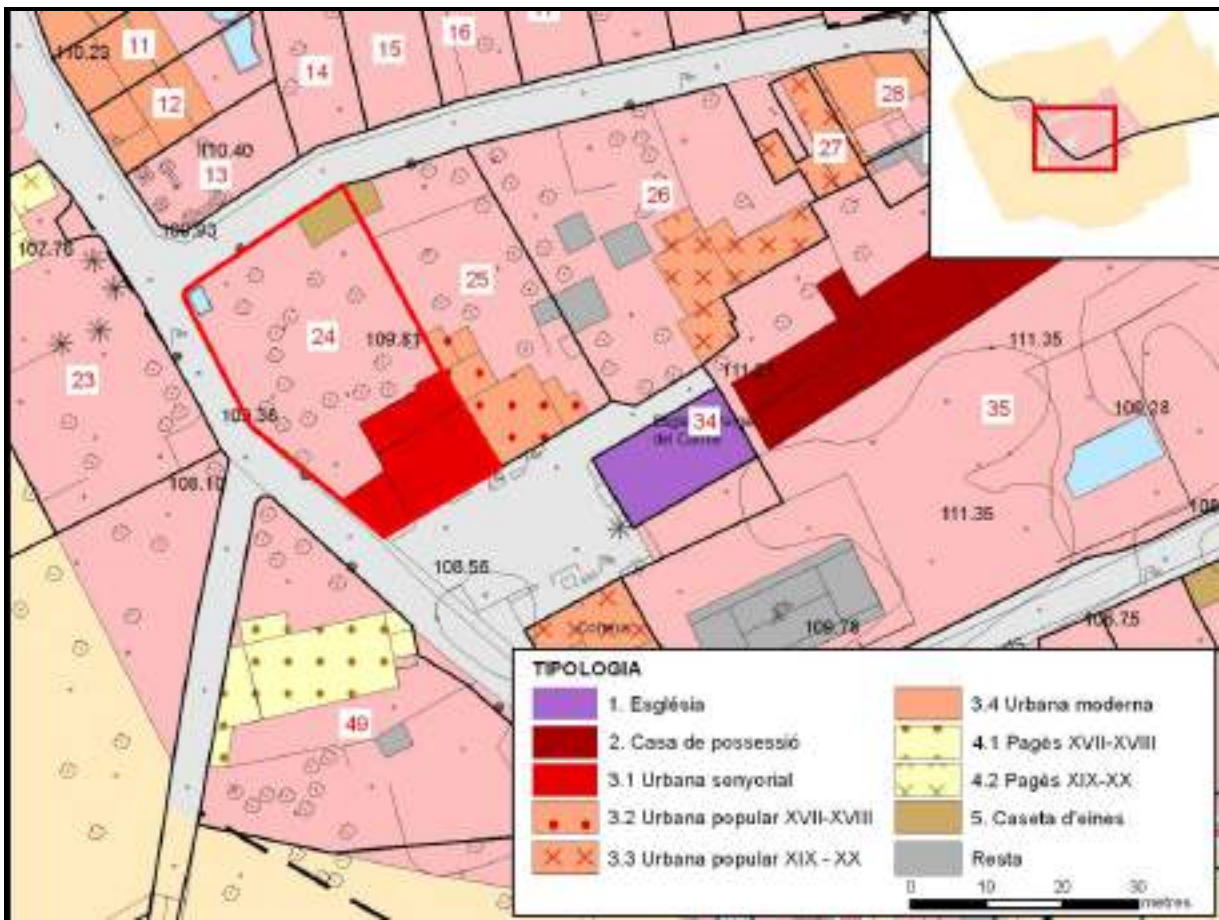 11
110.23
12
14
15
16
110.40
13
28
27
26
109.93
107.76
25
24
109.81
23
109.36
34
del
35
111.35
109.28
111.35
108.10
108.56
109.78
108.75
49
TIPOLOGIA
1. Església
2. Casa de possessió
3.1 Urbana senyorial
3.2 Urbana popular XVII-XVIII
3.3 Urbana popular XIX - XX
3.4 Urbana moderna
4.1 Pagès XVII-XVIII
4.2 Pagès XIX-XX
5. Caseta d'eines
Resta
0 10 20 30
metres